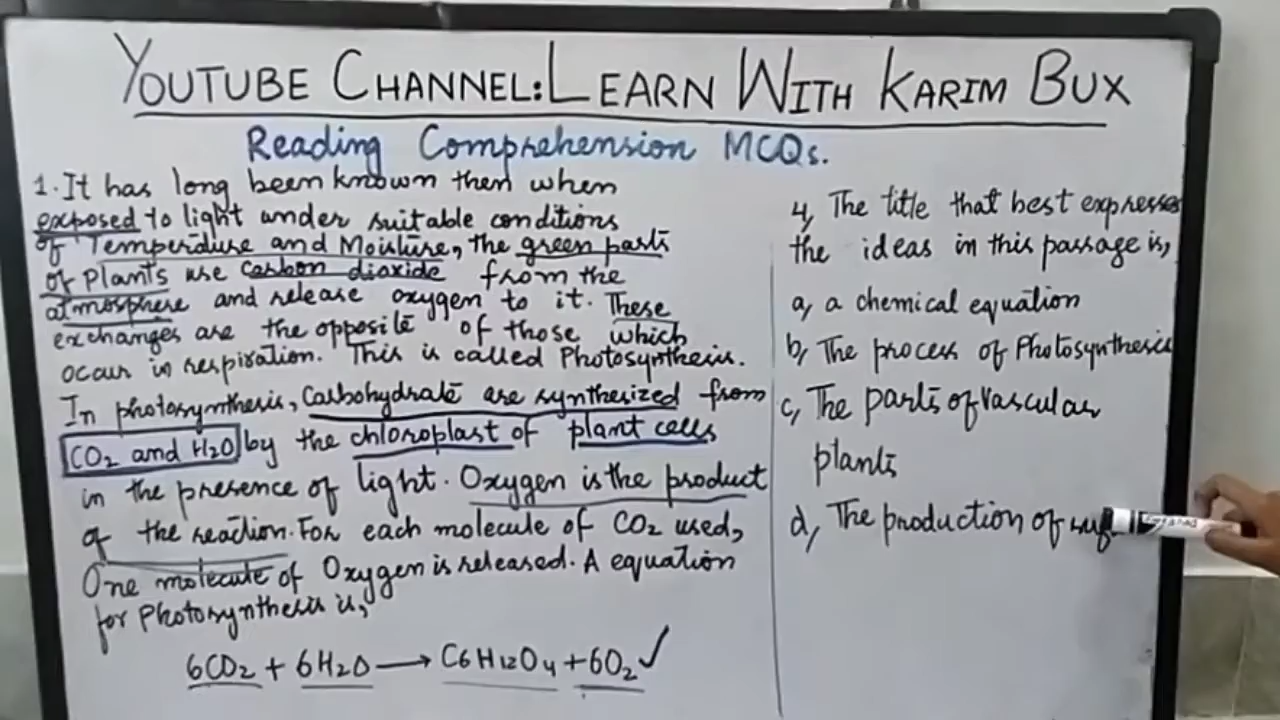 YOUTUBE CHANNEL: LEARN WITH KARIM BUX
Reading Comprehension MCQs.
1. It has long been known then when
exposed to light under suitable conditions
of Temperdure and Moisture, the green parts
of Plants use Carbon dioxide from the
atmosphere and release oxygen to it. These
exchanges are the opposite of those which
occur in respiration. This is called Photosynthesis.
In photosynthesis, Carbohydrate are synthesized from
CO2 and H2O by the chloroplast of plant cells
in the presence of light. Oxygen is the product
of the reaction. For each molecule of CO2 used,
One molecule of Oxygen is released. A equation
for Photosynthesis is,
6CO2 + 6H2O → C6H12O4 + 6O2 ✓
4, The title that best expresses
the ideas in this passage is,
a, a chemical equation
b, The process of Photosynthesis
c, The parts of vascular
plants
d, The production of